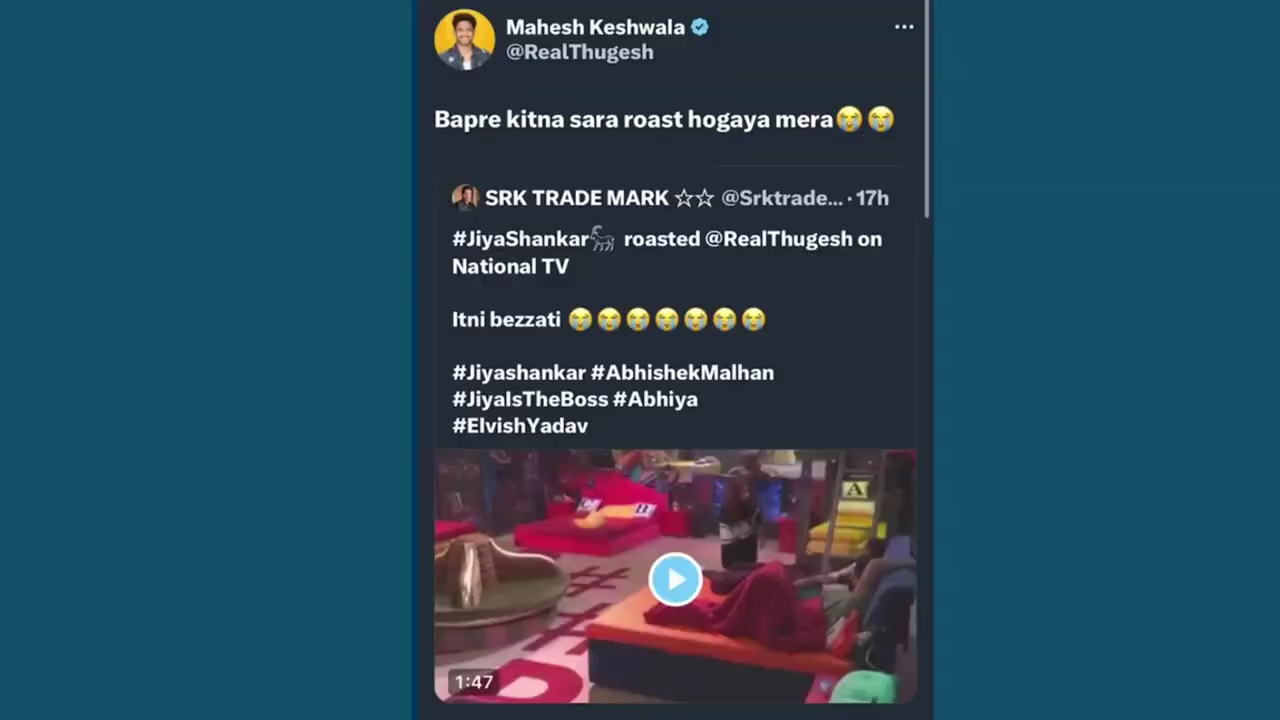 Mahesh Keshwala
@RealThugesh
Bapre kitna sara roast hogaya mera😭😭
SRK TRADE MARK ☆☆ @Srktrade... · 17h
#JiyaShankar🐐 roasted @RealThugesh on
National TV
Itni bezzati 😭😭😭😭😭😭😭
#Jiyashankar #AbhishekMalhan
#JiyaIsTheBoss #Abhiya
#ElvishYadav
A
B
1:47